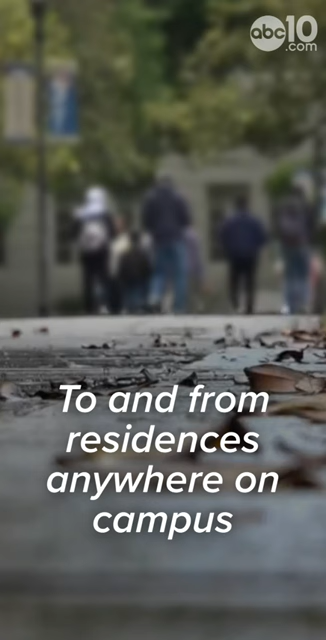 abc10
.com
To and from
residences
anywhere on
campus